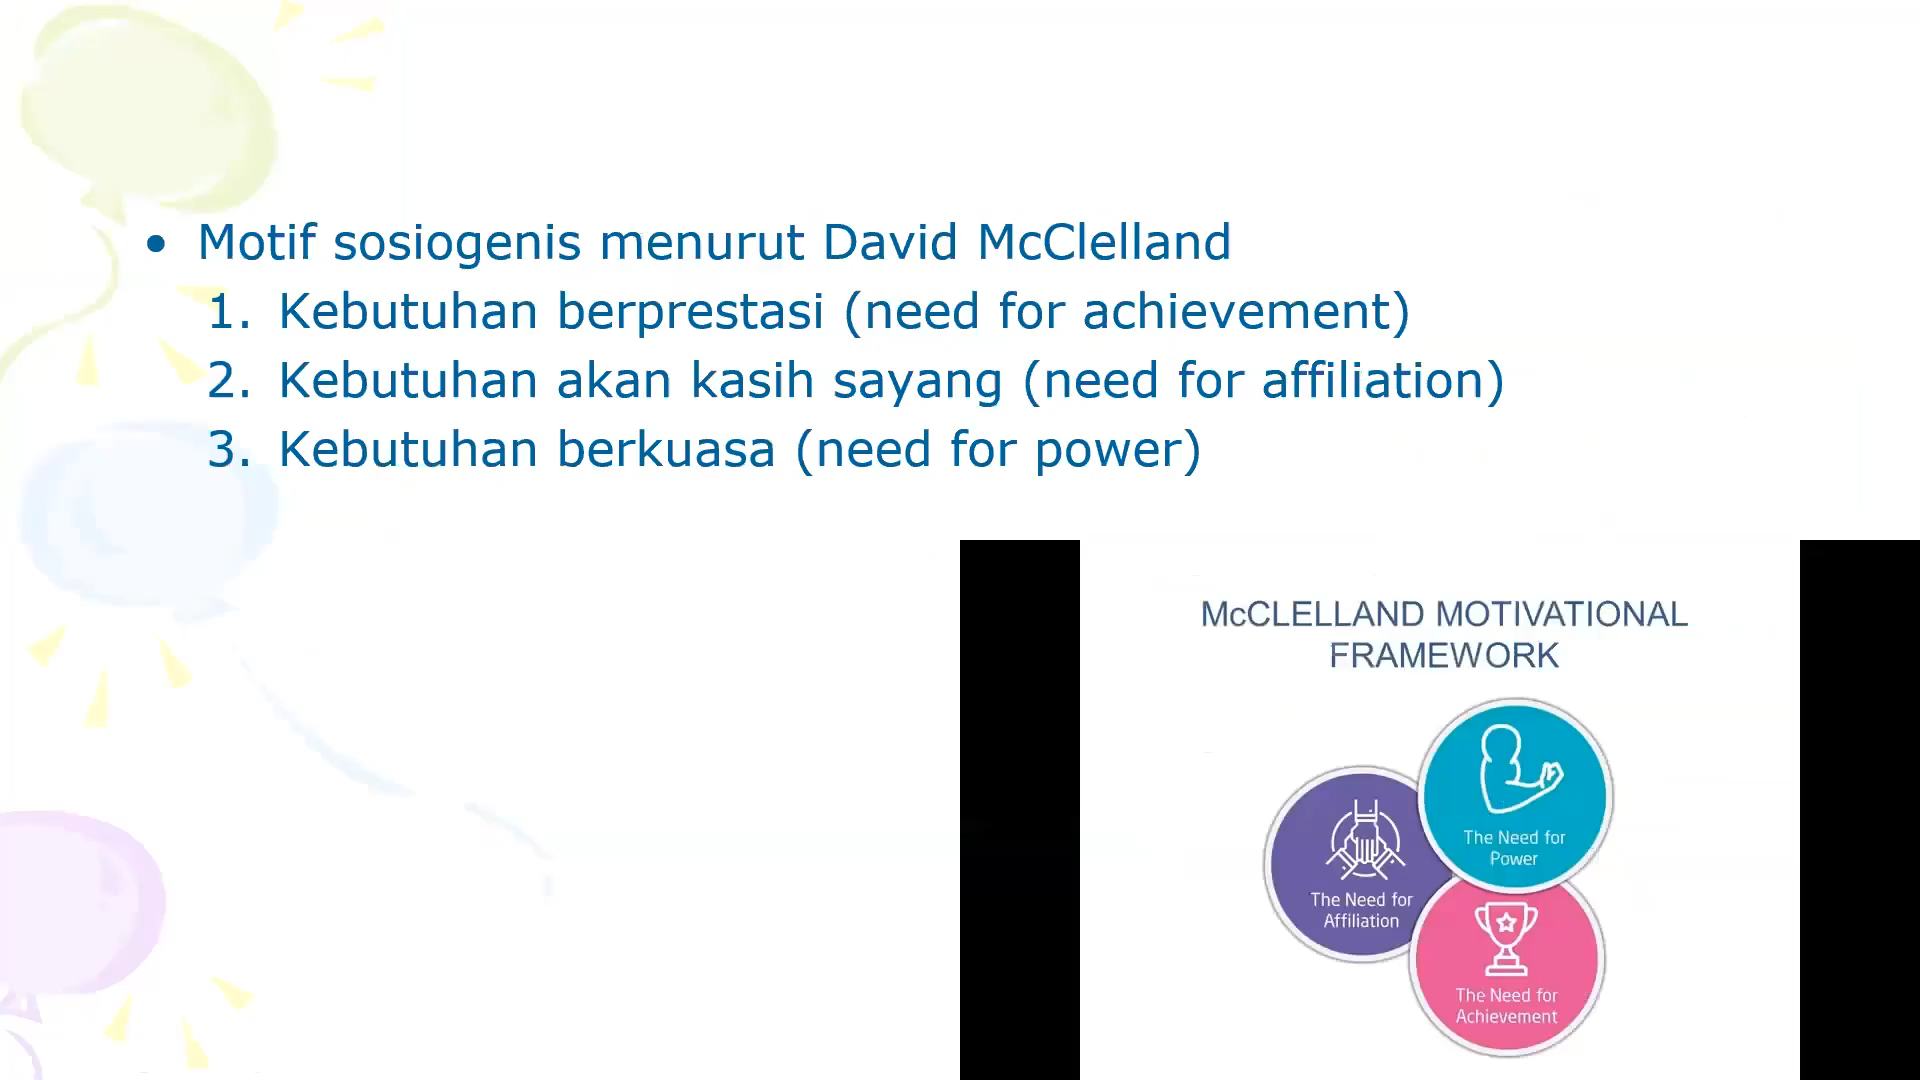 • Motif sosiogenis menurut David McClelland
1. Kebutuhan berprestasi (need for achievement)
2. Kebutuhan akan kasih sayang (need for affiliation)
3. Kebutuhan berkuasa (need for power)
McCLELLAND MOTIVATIONAL
FRAMEWORK
The Need for
Power
The Need for
Affiliation
The Need for
Achievement